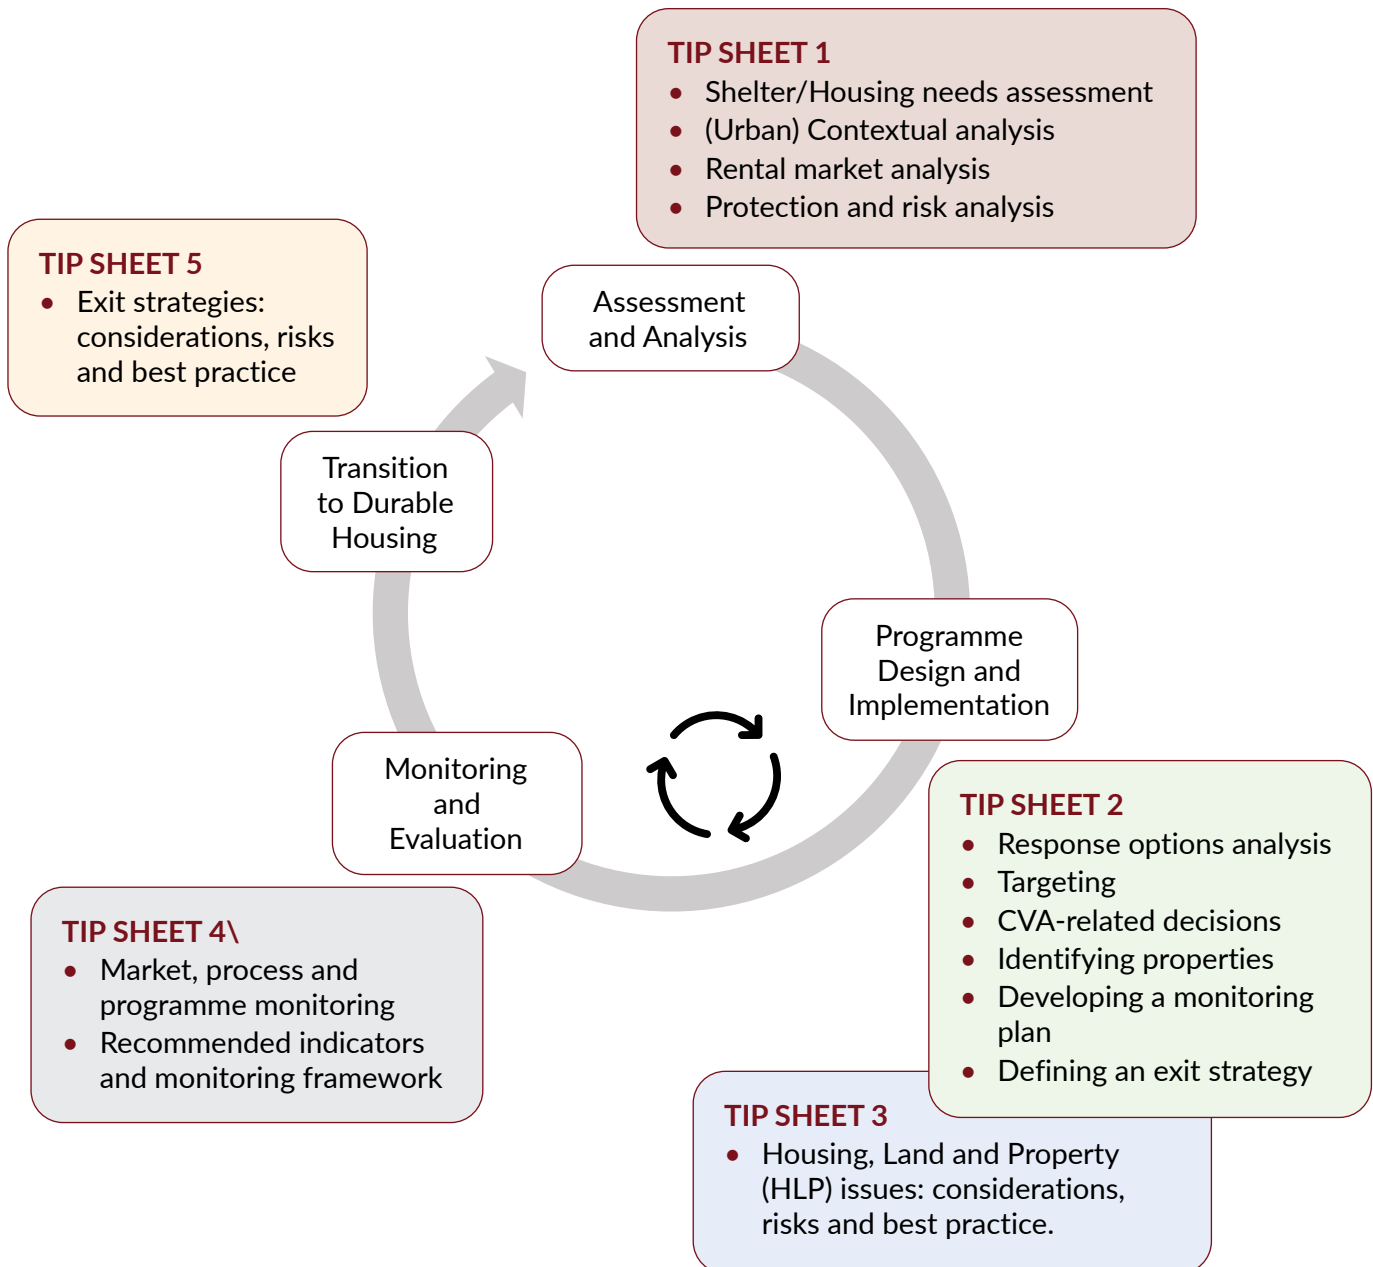 TIP SHEET 1
• Shelter/Housing needs assessment
• (Urban) Contextual analysis
• Rental market analysis
• Protection and risk analysis
TIP SHEET 5
• Exit strategies:
considerations, risks
and best practice
Assessment
and Analysis
Transition
to Durable
Housing
Programme
Design and
Implementation
Monitoring
and
Evaluation
TIP SHEET 2
• Response options analysis
• Targeting
• CVA-related decisions
• Identifying properties
• Developing a monitoring
plan
• Defining an exit strategy
TIP SHEET 4\
• Market, process and
programme monitoring
• Recommended indicators
and monitoring framework
TIP SHEET 3
• Housing, Land and Property
(HLP) issues: considerations,
risks and best practice.